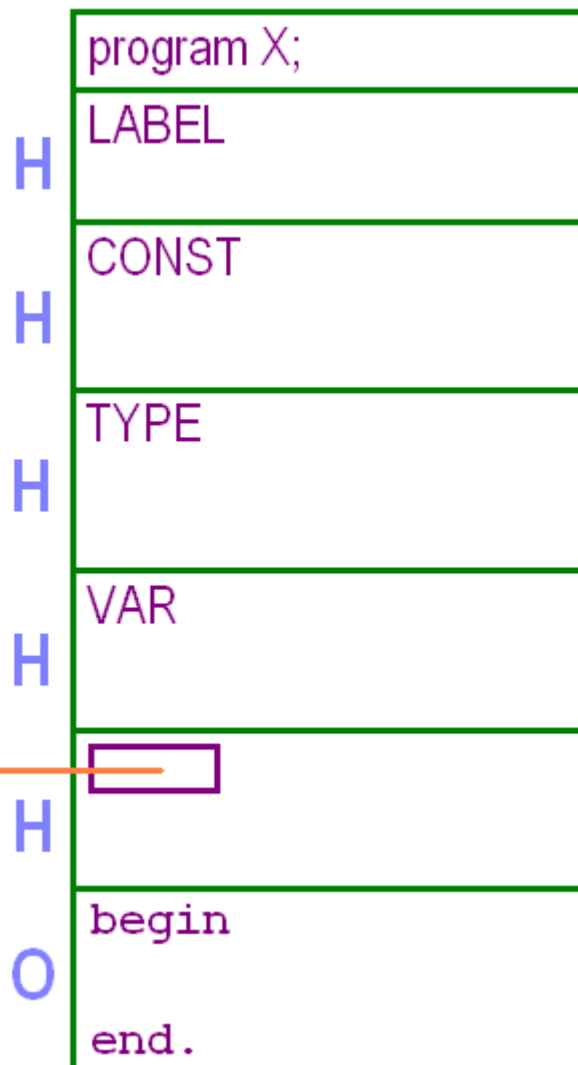 program X;
LABEL
H
CONST
H
TYPE
H
VAR
H
H
begin
O
end.